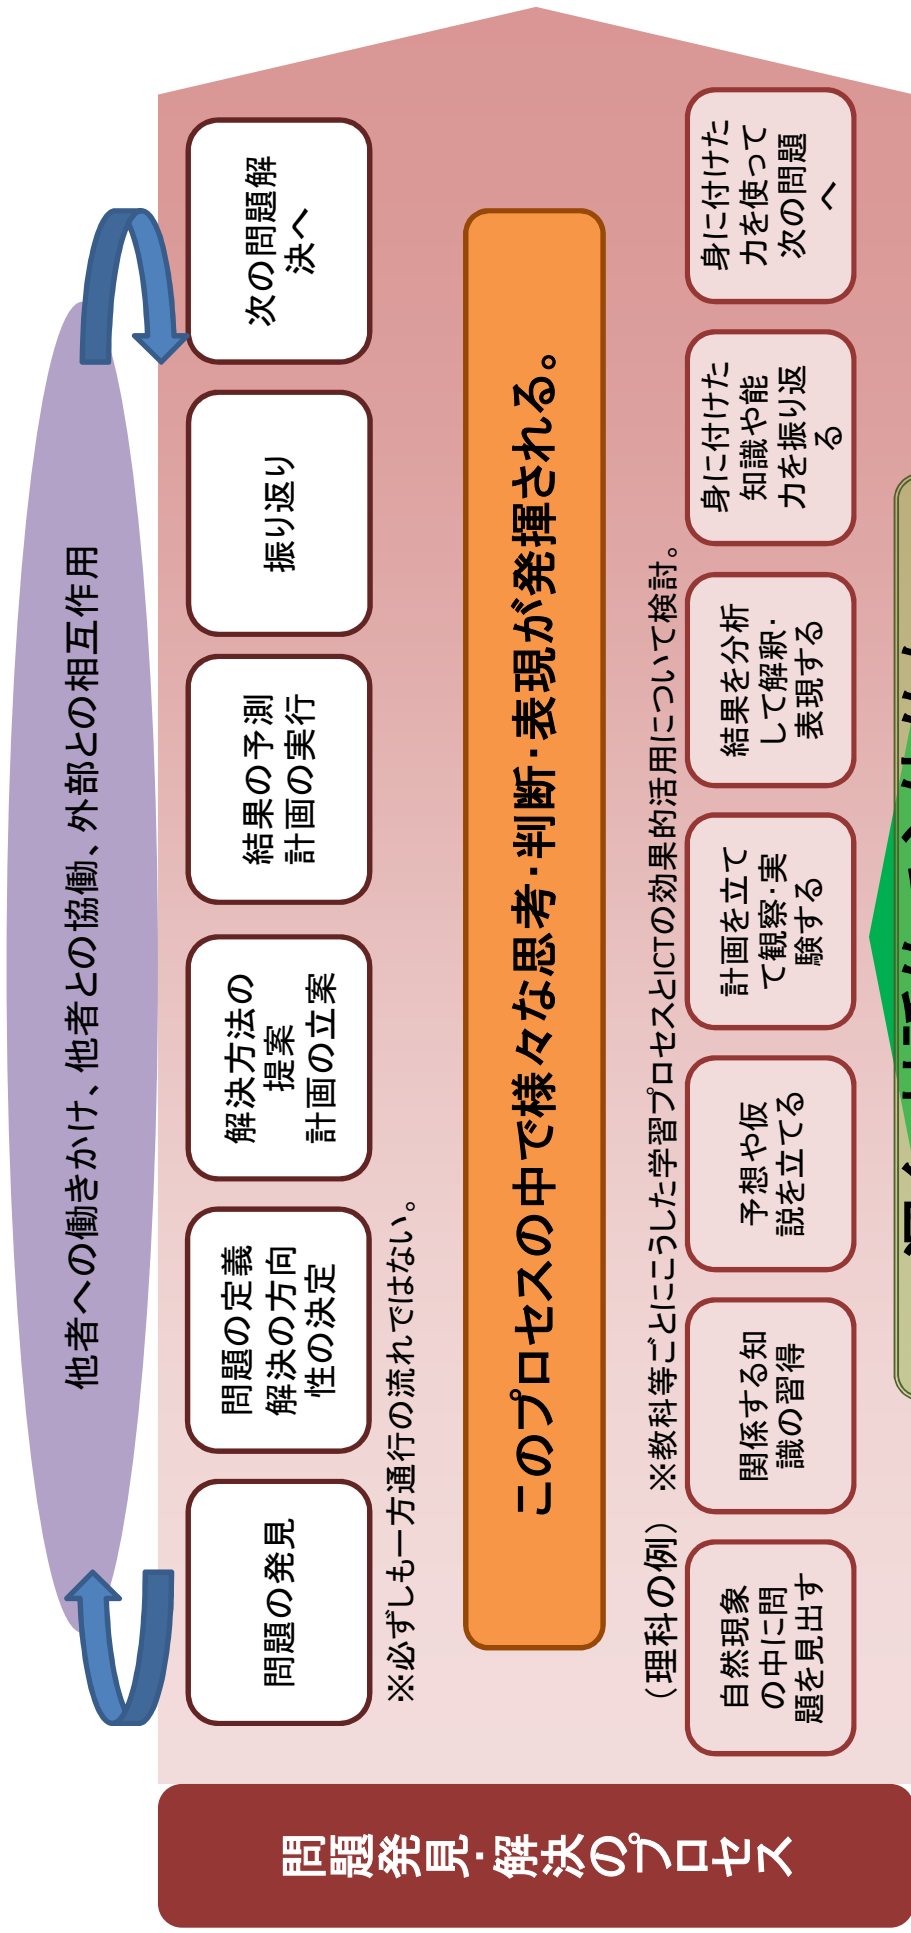 他者への働きかけ、他者との協働、外部との相互作用
問題発見・解決のプロセス
問題の発見
問題の定義
解決の方向
性の決定
解決方法の
提案
計画の立案
結果の予測
計画の実行
振り返り
次の問題解
決へ
※必ずしも一方通行の流れではない。
このプロセスの中で様々な思考・判断・表現が発揮される。
（理科の例） ※教科等ごとにこうした学習プロセスとICTの効果的活用について検討。
自然現象
の中に問
題を見出す
関係する知
識の習得
予想や仮
説を立てる
計画を立て
て観察・実
験する
結果を分析
して解釈・
表現する
身に付けた
知識や能
力を振り返
る
身に付けた
力を使って
次の問題
へ